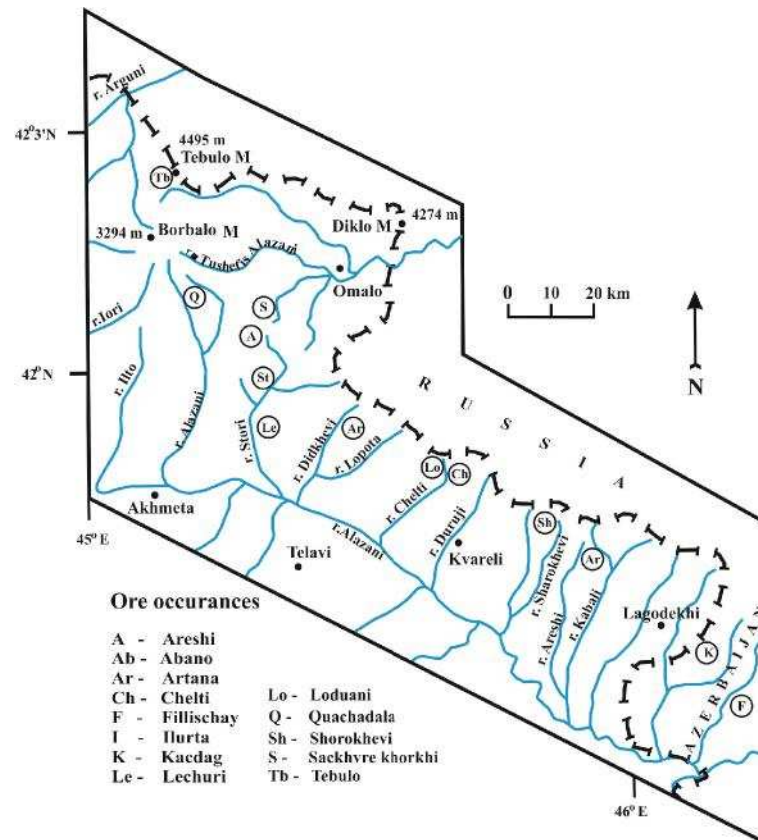 r. Arguni
42°3'N
4495 m
Tebulo M
Tb
Diklo M
4274 m
3294 m
Borbalo M
r. Tushetis Alazani
Omalo
0 10 20 km
Q
S
r.Iori
A
N
42°N
St
r. Ilto
r. Alazani
r. Stori
Le
r. Didkhevi
Ar
r. Lopota
R U S S I A
Lo
Ch
r. Chelti
r. Duruji
Sh
r. Sharokhevi
Akhmeta
45° E
Telavi
r.Alazani
Kvareli
r. Areshi
Ar
r. Kabali
Lagodekhi
K
AZERBAIJAN
F
46° E
Ore occurances
A - Areshi
Ab - Abano
Ar - Artana
Ch - Chelti
F - Fillischay
I - Ilurta
K - Kacdag
Le - Lechuri
Lo - Loduani
Q - Quachadala
Sh - Shorokhevi
S - Sackhvre khorkhi
Tb - Tebulo